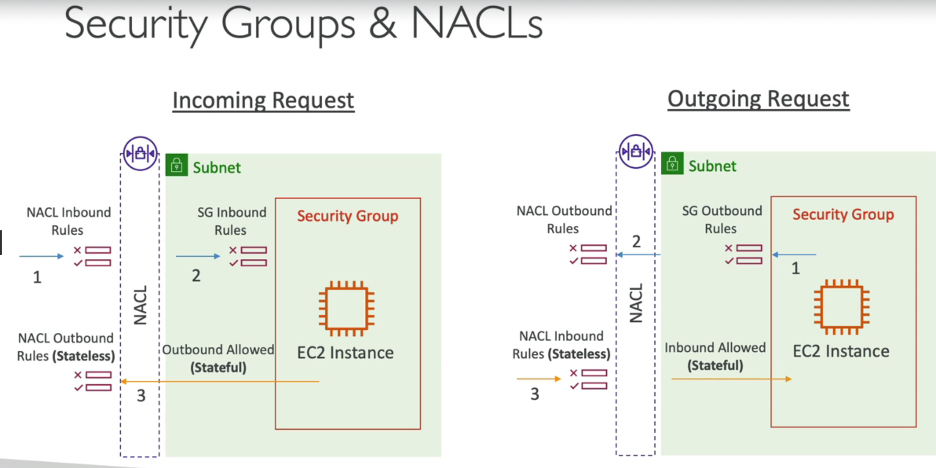 Security Groups & NACLs
Incoming Request
Subnet
NACL Inbound
Rules
1
SG Inbound
Rules
2
Security Group
NACL
EC2 Instance
NACL Outbound
Rules (Stateless)
Outbound Allowed
(Stateful)
3
Outgoing Request
Subnet
NACL Outbound
Rules
2
SG Outbound
Rules
1
Security Group
NACL
EC2 Instance
NACL Inbound
Rules (Stateless)
3
Inbound Allowed
(Stateful)